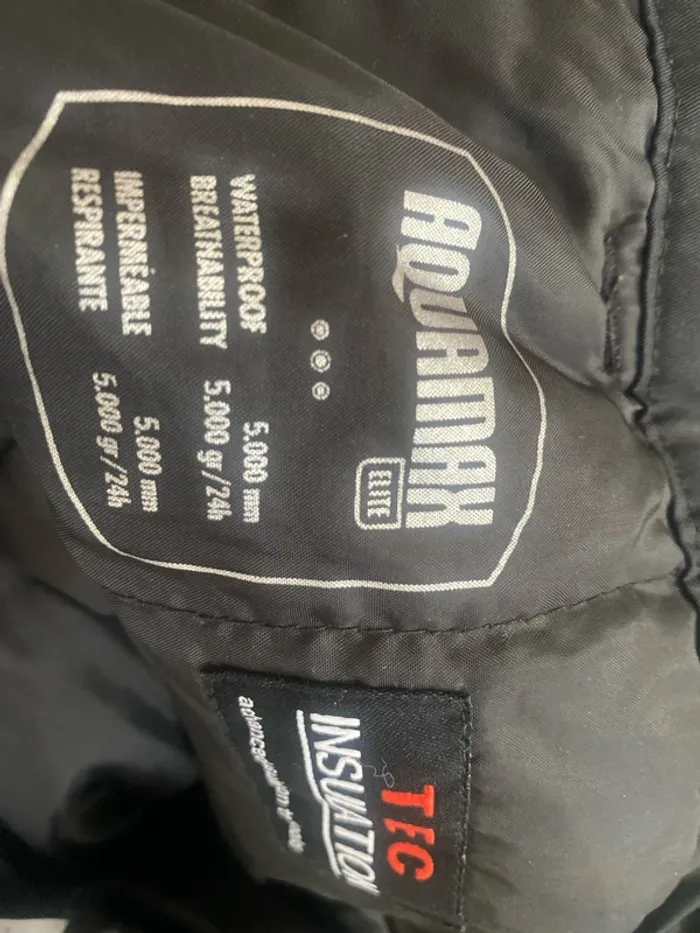 AQUAMAX
ELITE
WATERPROOF 5.000 mm
BREATHABILITY 5.000 gr/24h
IMPERMÉABLE 5.000 mm
RESPIRANTE 5.000 gr/24h
TEC
INSUATION